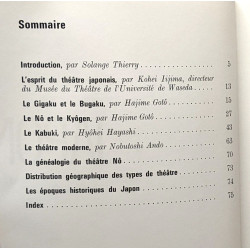 Sommaire
Introduction, par Solange Thierry 5
L'esprit du théâtre japonais, par Kohei Iijima, directeur
du Musée du Théâtre de l'Université de Waseda 13
Le Gigaku et le Bugaku, par Hajime Gotô 15
Le Nô et le Kyôgen, par Hajime Gotô 27
Le Kabuki, par Hyôhei Hayashi 41
Le théâtre moderne, par Nobutoshi Andô 63
La généalogie du théâtre Nô 70
Distribution géographique des types de théâtre 73
Les époques historiques du Japon 74
Index 75